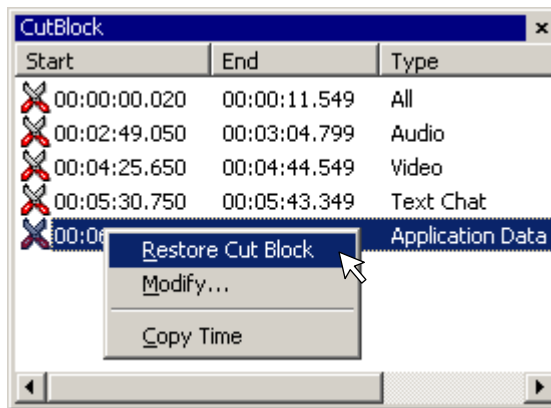 CutBlock
Start End Type
00:00:00.020 00:00:11.549 All
00:02:49.050 00:03:04.799 Audio
00:04:25.650 00:04:44.549 Video
00:05:30.750 00:05:43.349 Text Chat
Application Data
Restore Cut Block
Modify...
Copy Time